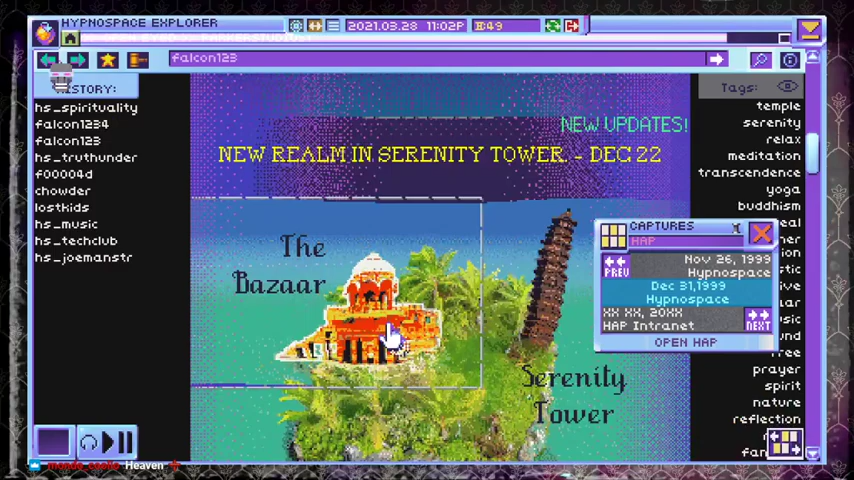 HYPNOSPACE EXPLORER
2021.03.28 11:02P
49
falcon123
HISTORY:
hs_spirituality
falcon1234
falcon123
hs_truthunder
f00004d
chowder
lostkids
hs_music
hs_techclub
hs_joemanstr
NEW UPDATES!
NEW REALM IN SERENITY TOWER. - DEC 22
The
Bazaar
Serenity
Tower
Tags:
temple
serenity
relax
meditation
transcendence
yoga
buddhism
CAPTURES
HAP
PREV
Nov 26, 1999
Hypnospace
Dec 31,1999
Hypnospace
XX XX, 20XX
HAP Intranet
NEXT
OPEN HAP
free
prayer
spirit
nature
reflection
mondo_coolo Heaven